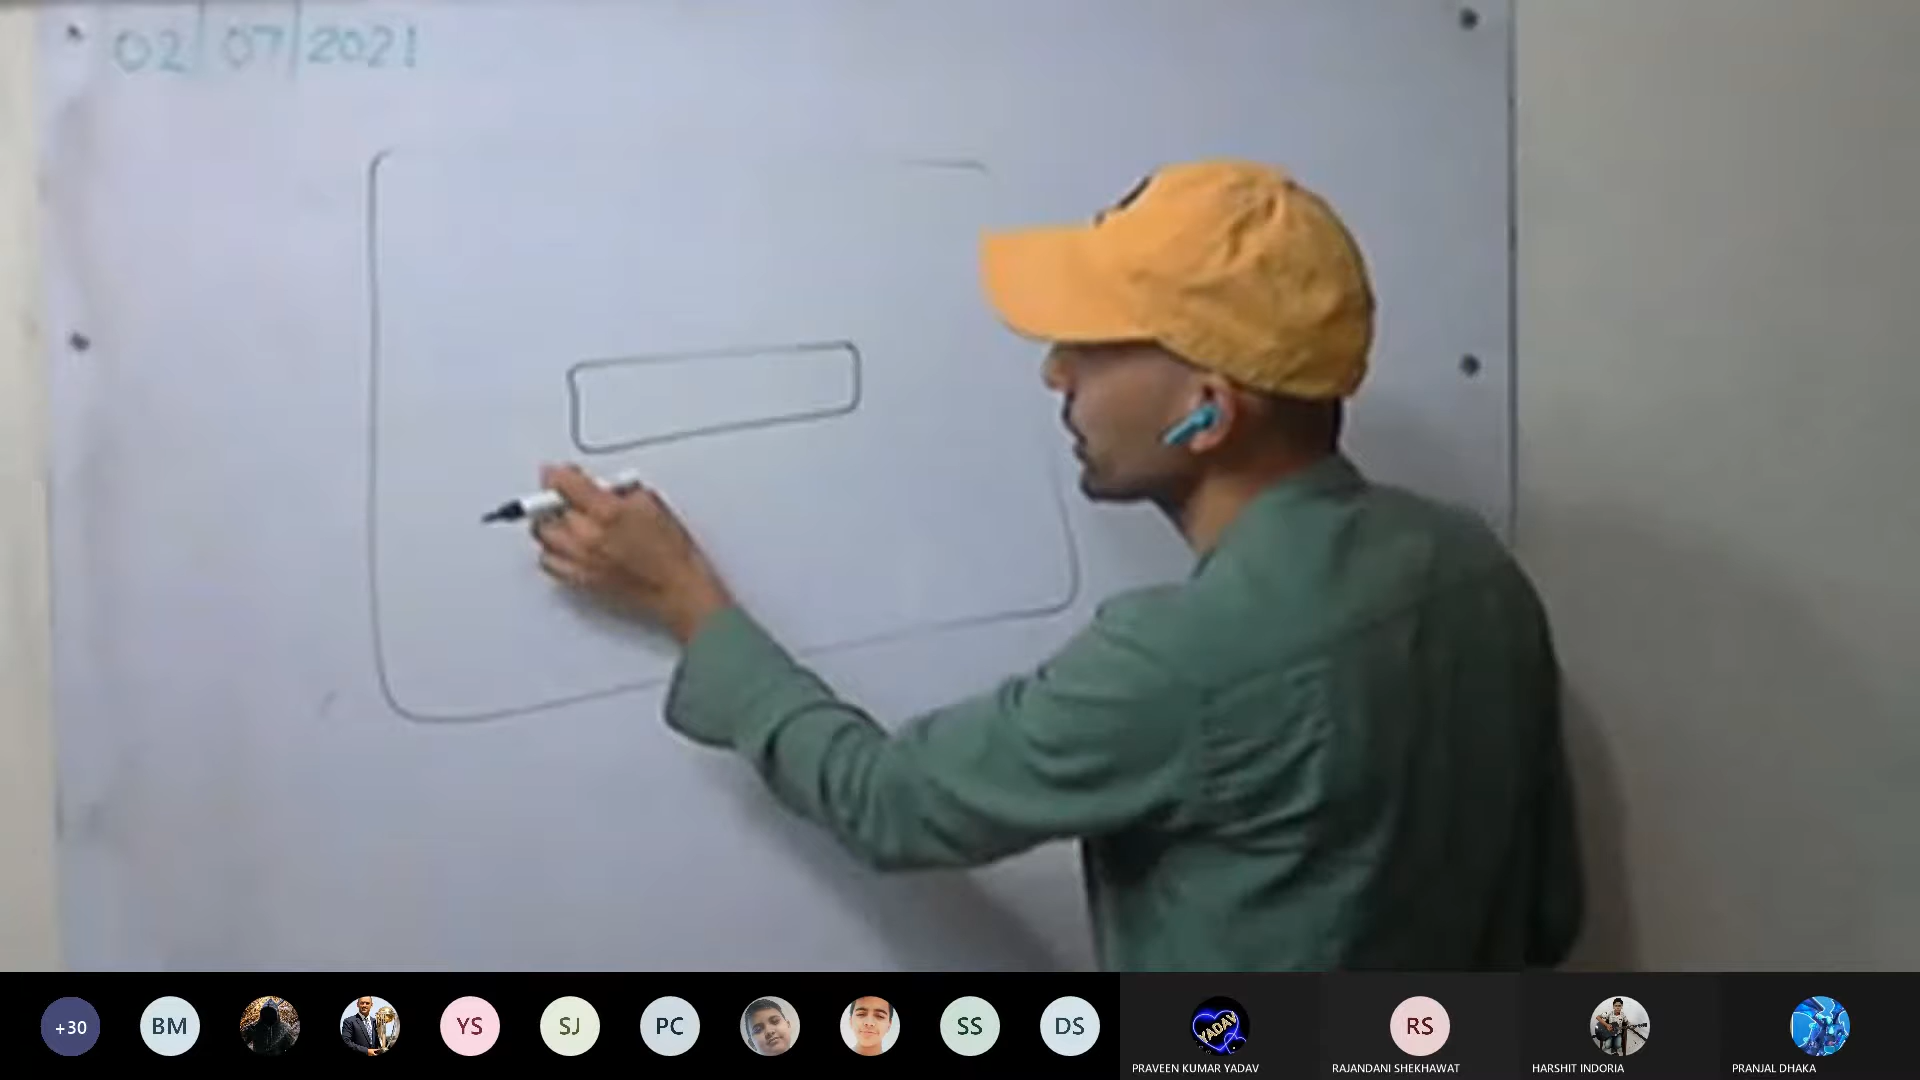 02/07/2021
+30
BM
YS
SJ
PC
SS
DS
YADAV
PRAVEEN KUMAR YADAV
RS
RAJANDANI SHEKHAWAT
HARSHIT INDORIA
PRANJAL DHAKA